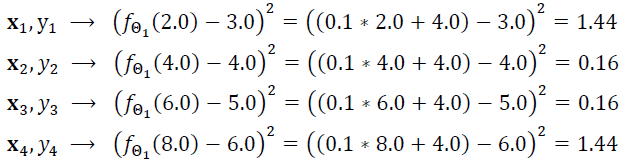 x₁, y₁ ⟶ (f_Θ₁(2.0) − 3.0)² = ((0.1 ∗ 2.0 + 4.0) − 3.0)² = 1.44
x₂, y₂ ⟶ (f_Θ₁(4.0) − 4.0)² = ((0.1 ∗ 4.0 + 4.0) − 4.0)² = 0.16
x₃, y₃ ⟶ (f_Θ₁(6.0) − 5.0)² = ((0.1 ∗ 6.0 + 4.0) − 5.0)² = 0.16
x₄, y₄ ⟶ (f_Θ₁(8.0) − 6.0)² = ((0.1 ∗ 8.0 + 4.0) − 6.0)² = 1.44